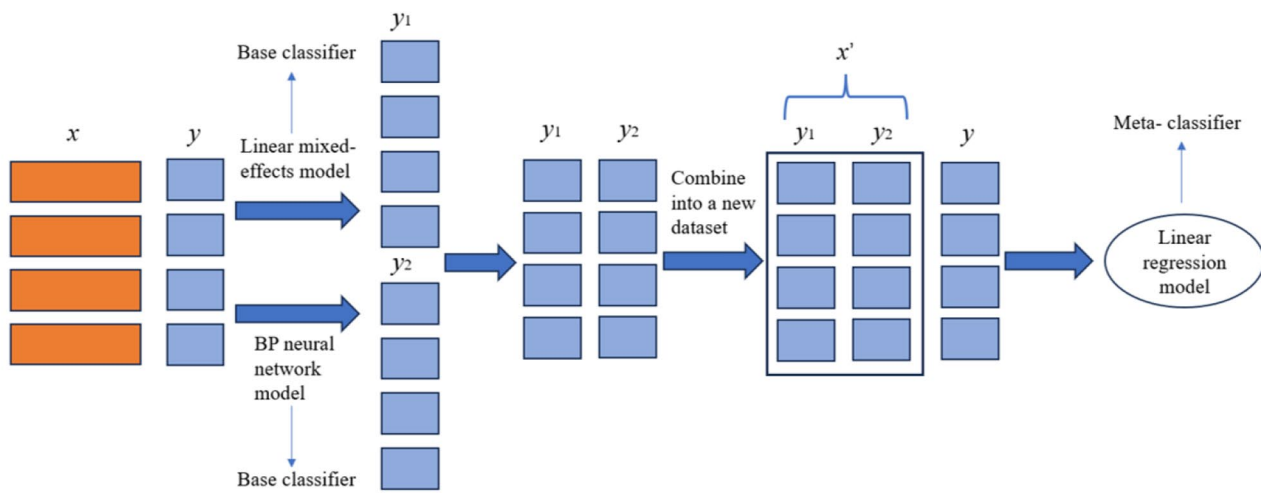 x
y
Base classifier
Linear mixed-
effects model
BP neural
network
model
Base classifier
y1
y2
y1
y2
Combine
into a new
dataset
x'
y1
y2
y
Meta- classifier
Linear
regression
model